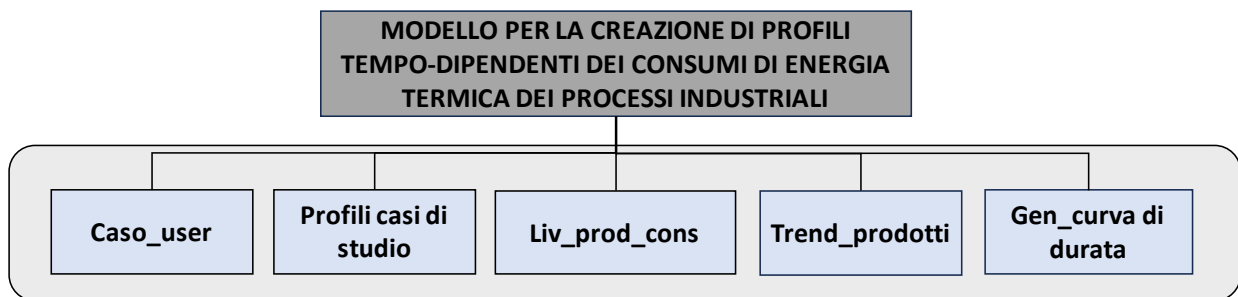 MODELLO PER LA CREAZIONE DI PROFILI
TEMPO-DIPENDENTI DEI CONSUMI DI ENERGIA
TERMICA DEI PROCESSI INDUSTRIALI
Caso_user
Profili casi di
studio
Liv_prod_cons
Trend_prodotti
Gen_curva di
durata